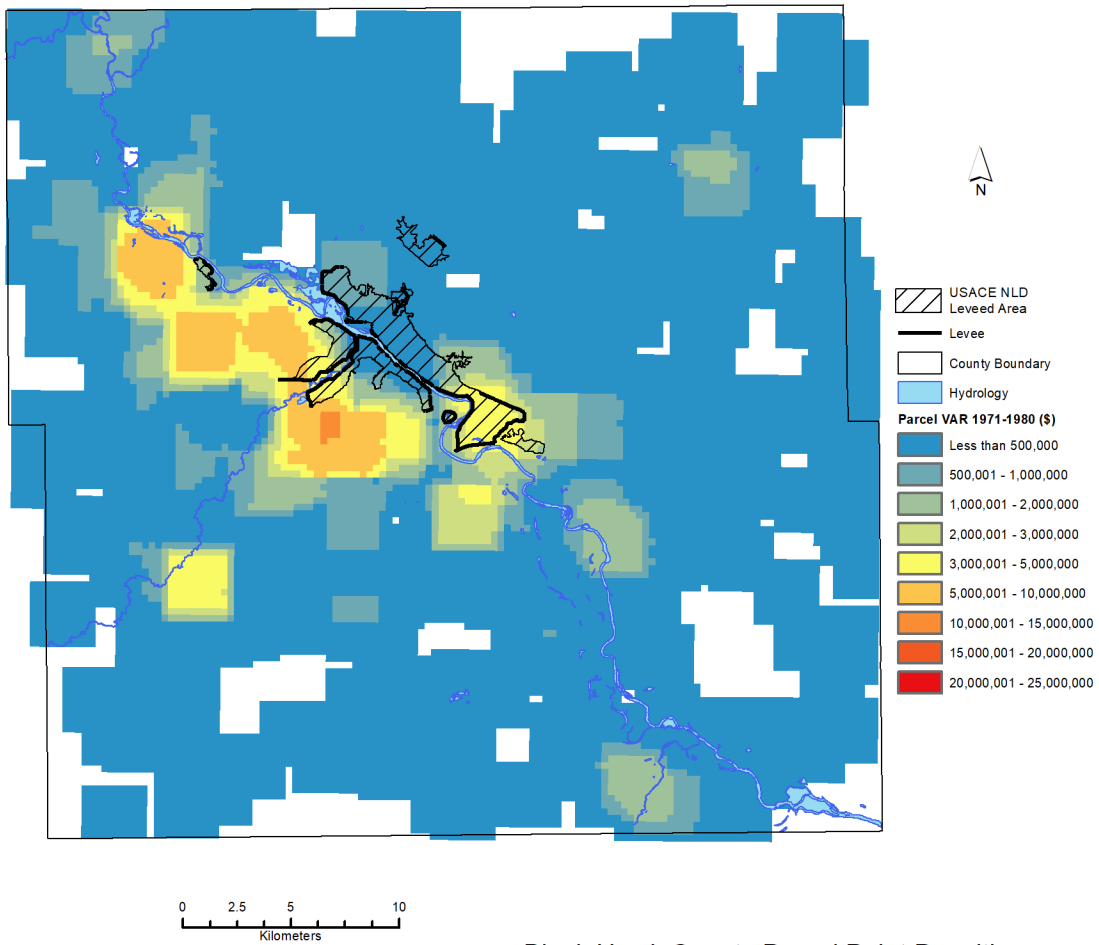 N
USACE NLD
Leveed Area
Levee
County Boundary
Hydrology
Parcel VAR 1971-1980 ($)
Less than 500,000
500,001 - 1,000,000
1,000,001 - 2,000,000
2,000,001 - 3,000,000
3,000,001 - 5,000,000
5,000,001 - 10,000,000
10,000,001 - 15,000,000
15,000,001 - 20,000,000
20,000,001 - 25,000,000
0 2.5 5 10
Kilometers